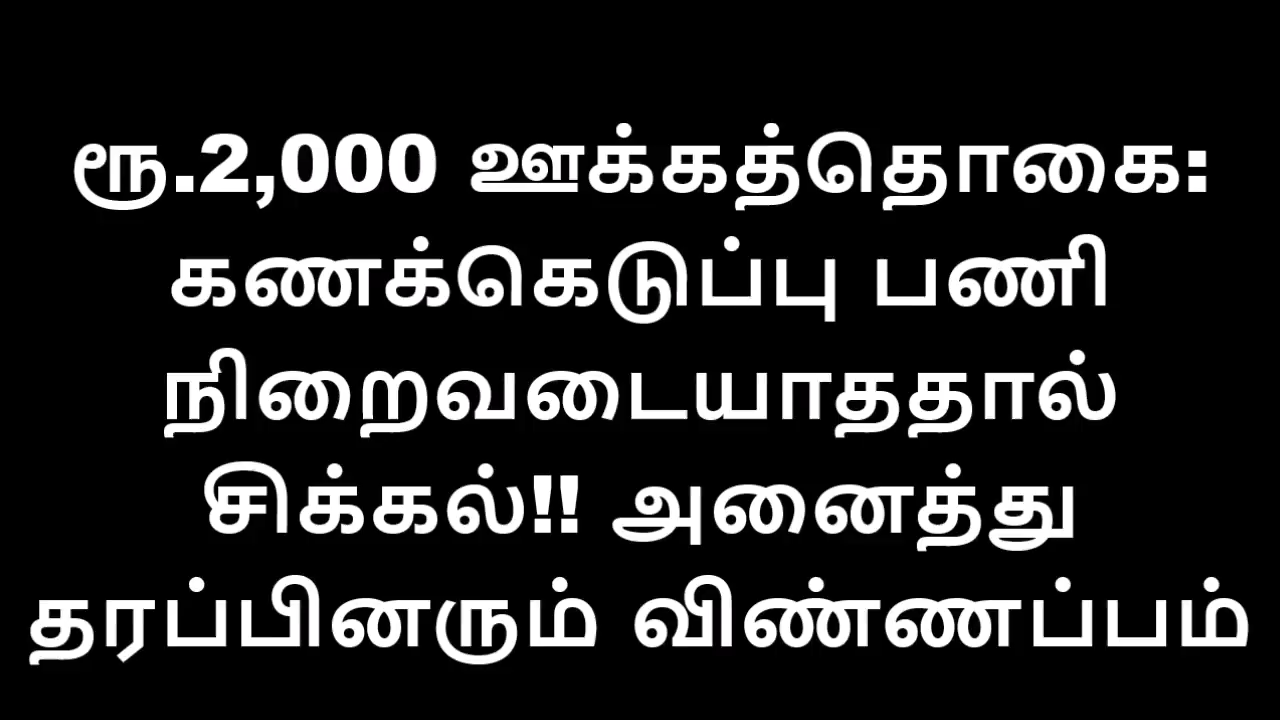 ரூ.2,000 ஊக்கத்தொகை:
கணக்கெடுப்பு பணி
நிறைவடையாததால்
சிக்கல்!! அனைத்து
தரப்பினரும் விண்ணப்பம்